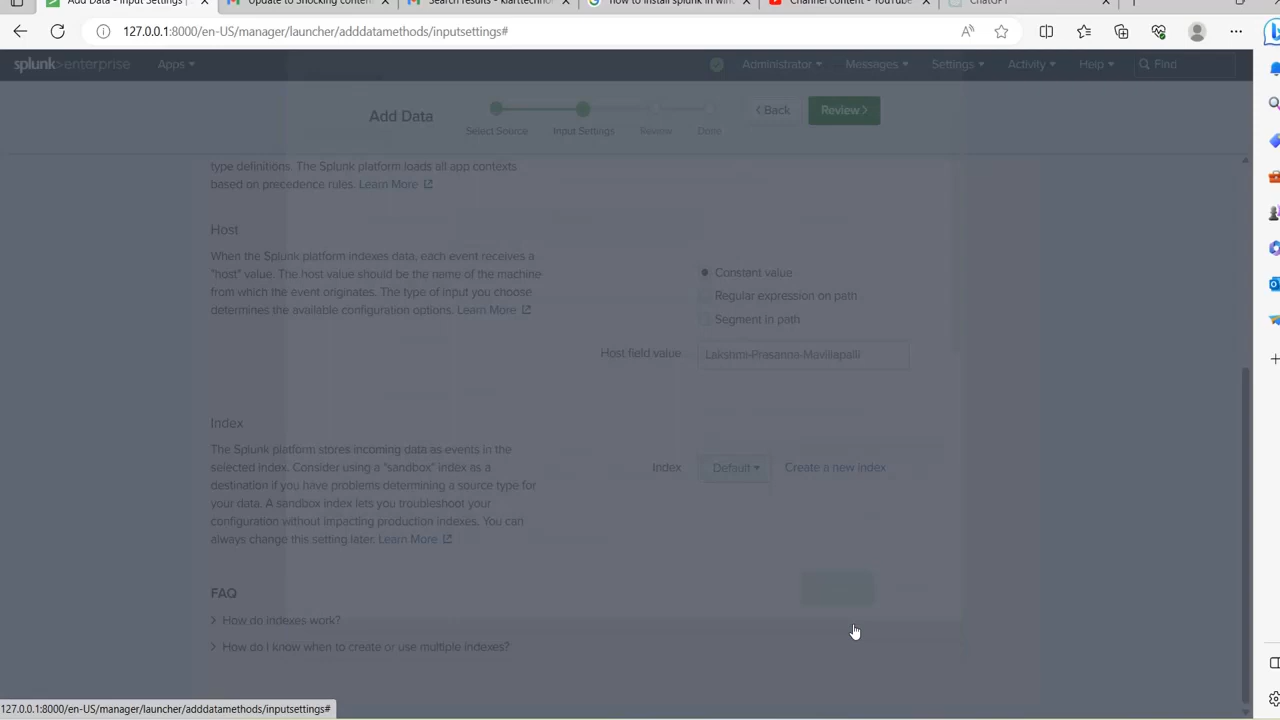 Add Data - Input Settings |
Update to Shocking conten
Search results - klarttechno
how to install splunk in win
Channel content - YouTube
ChatGPT
127.0.0.1:8000/en-US/manager/launcher/adddatamethods/inputsettings#
splunk>enterprise Apps Administrator Messages Settings Activity Help Find
Add Data
Select Source Input Settings Review Done
< Back Review >
type definitions. The Splunk platform loads all app contexts
based on precedence rules. Learn More
Host
When the Splunk platform indexes data, each event receives a
"host" value. The host value should be the name of the machine
from which the event originates. The type of input you choose
determines the available configuration options. Learn More
Constant value
Regular expression on path
Segment in path
Host field value Lakshmi-Prasanna-Mavillapalli
Index
The Splunk platform stores incoming data as events in the
selected index. Consider using a "sandbox" index as a
destination if you have problems determining a source type for
your data. A sandbox index lets you troubleshoot your
configuration without impacting production indexes. You can
always change this setting later. Learn More
Index Default Create a new index
FAQ
> How do indexes work?
> How do I know when to create or use multiple indexes?
127.0.0.1:8000/en-US/manager/launcher/adddatamethods/inputsettings#